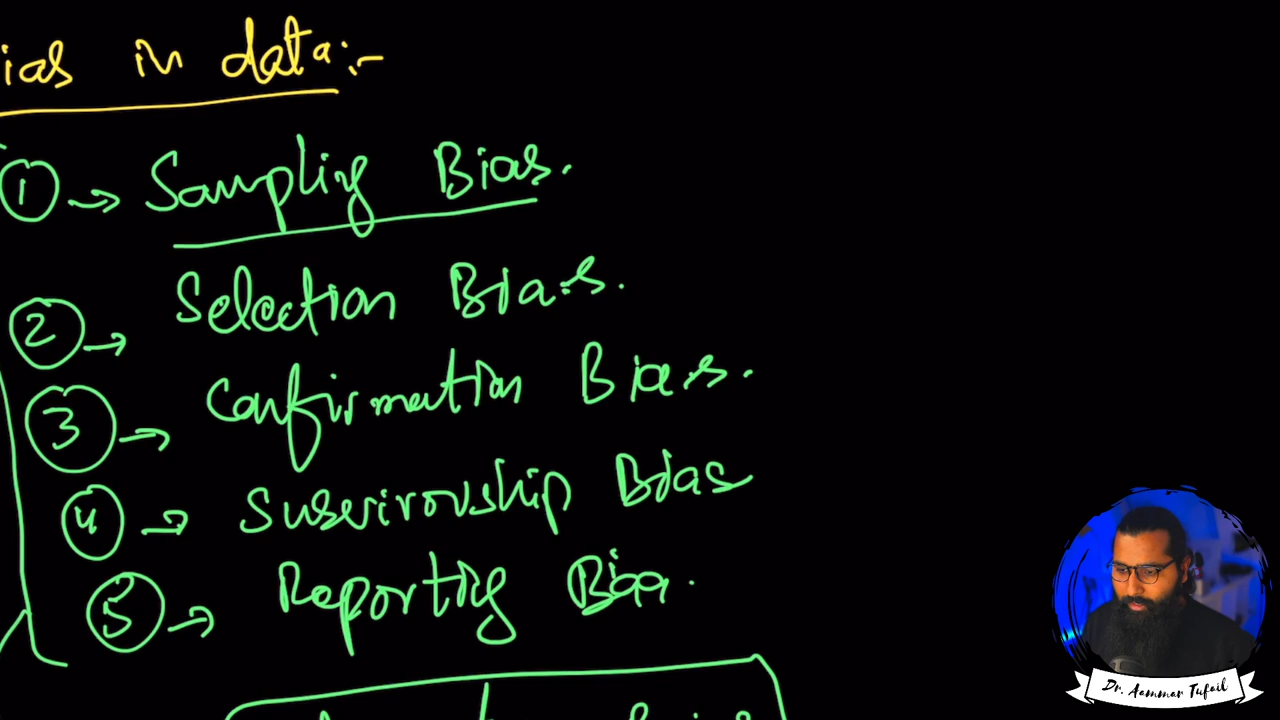 ias in data:-
1 → Sampling Bias.
2 → Selection Bias.
3 → Confirmation Bias.
4 → Survivorship Bias
5 → Reporting Bias.
Bias
Dr. Aammar Tufail